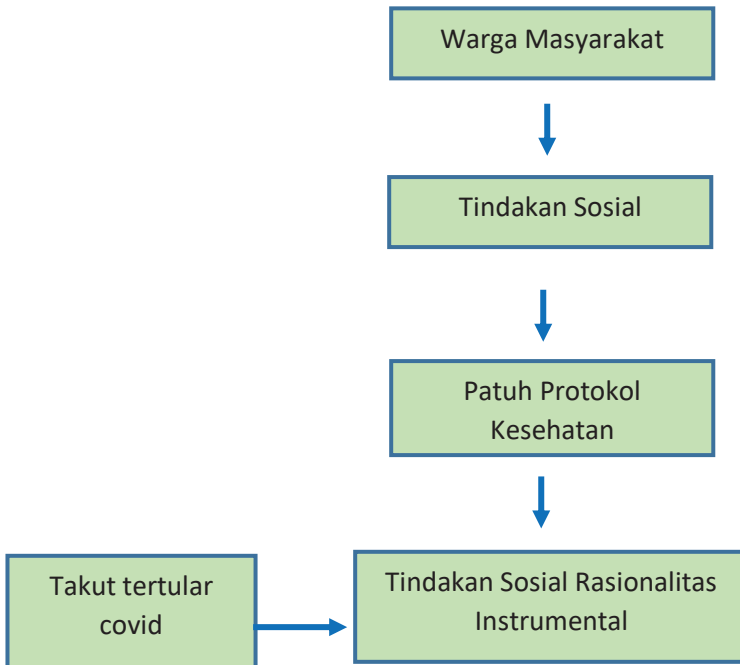 Warga Masyarakat
Tindakan Sosial
Patuh Protokol
Kesehatan
Takut tertular
covid
Tindakan Sosial Rasionalitas
Instrumental